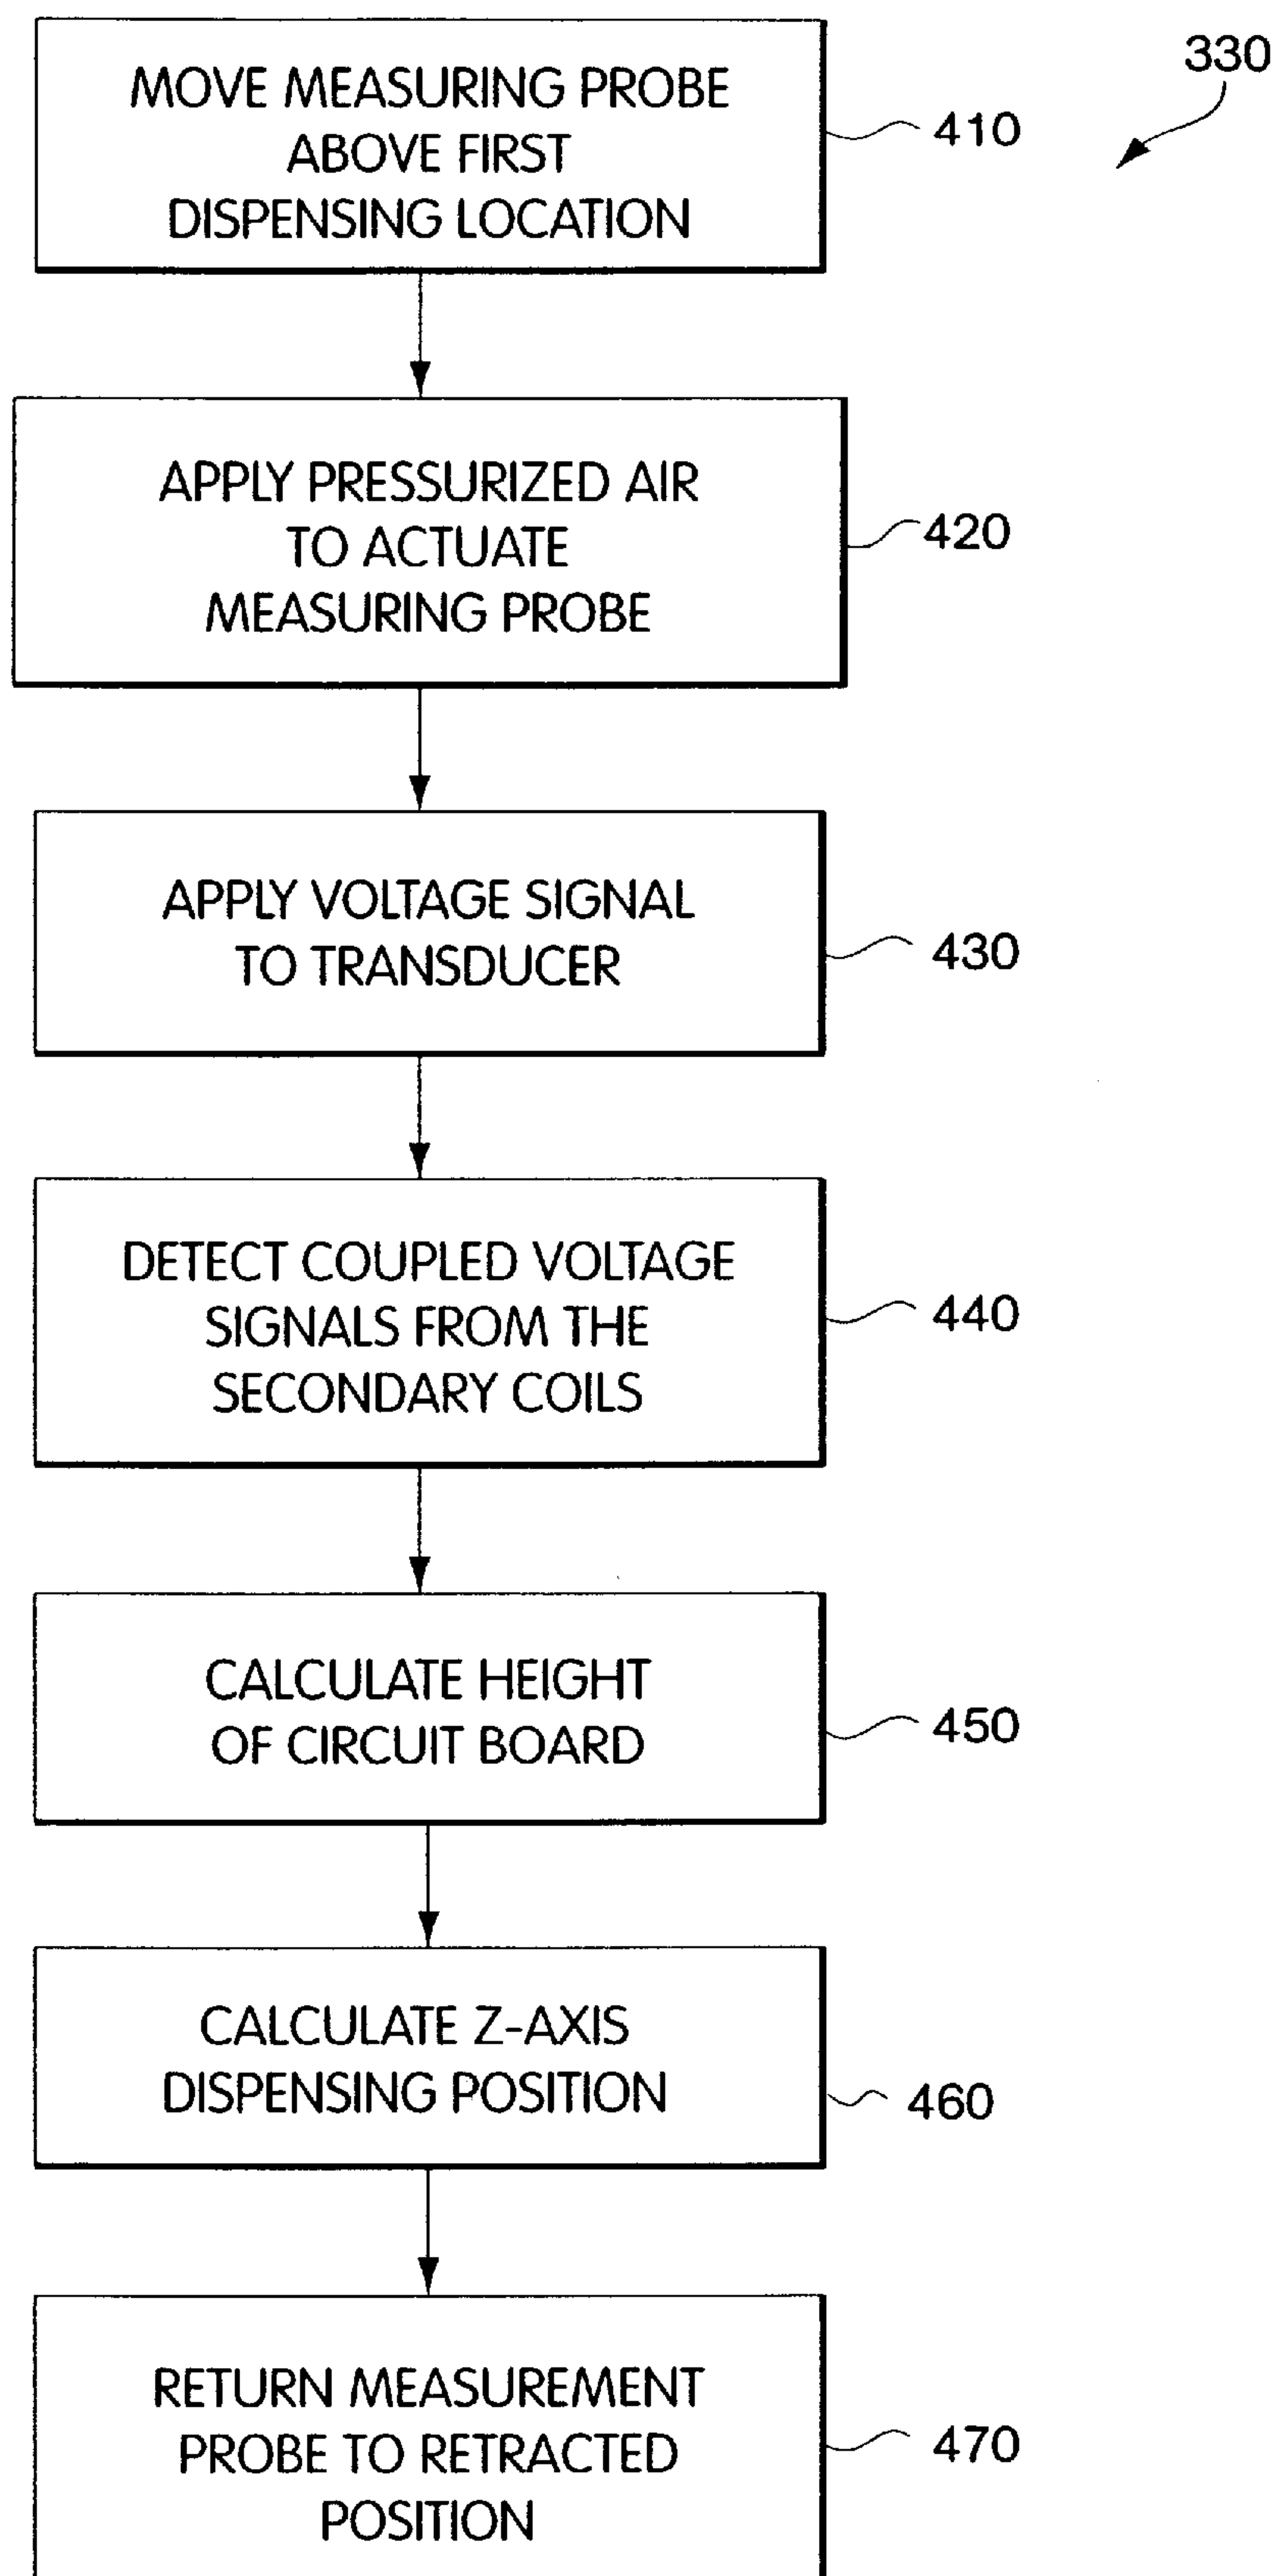 330
MOVE MEASURING PROBE
ABOVE FIRST
DISPENSING LOCATION
410
APPLY PRESSURIZED AIR
TO ACTUATE
MEASURING PROBE
420
APPLY VOLTAGE SIGNAL
TO TRANSDUCER
430
DETECT COUPLED VOLTAGE
SIGNALS FROM THE
SECONDARY COILS
440
CALCULATE HEIGHT
OF CIRCUIT BOARD
450
CALCULATE Z-AXIS
DISPENSING POSITION
460
RETURN MEASUREMENT
PROBE TO RETRACTED
POSITION
470